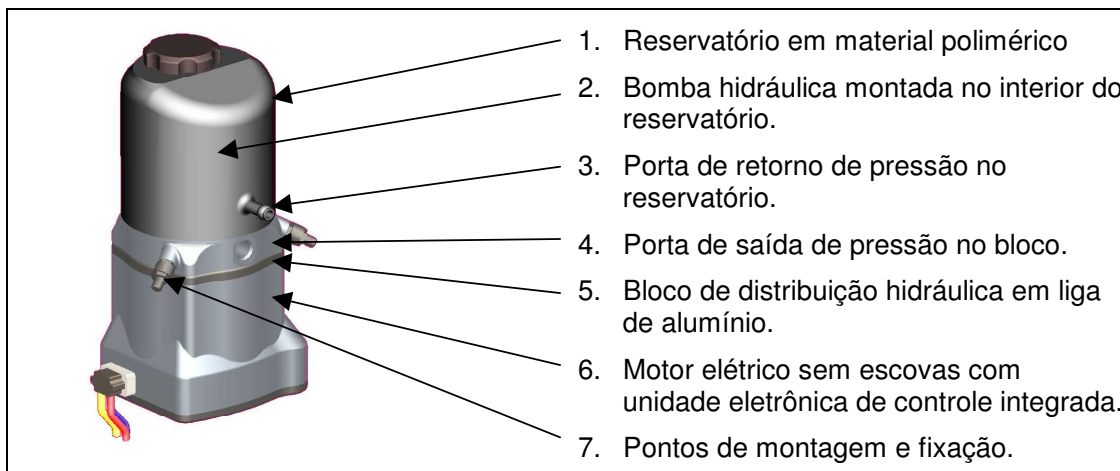 1. Reservatório em material polimérico
2. Bomba hidráulica montada no interior do
reservatório.
3. Porta de retorno de pressão no
reservatório.
4. Porta de saída de pressão no bloco.
5. Bloco de distribuição hidráulica em liga
de alumínio.
6. Motor elétrico sem escovas com
unidade eletrônica de controle integrada.
7. Pontos de montagem e fixação.